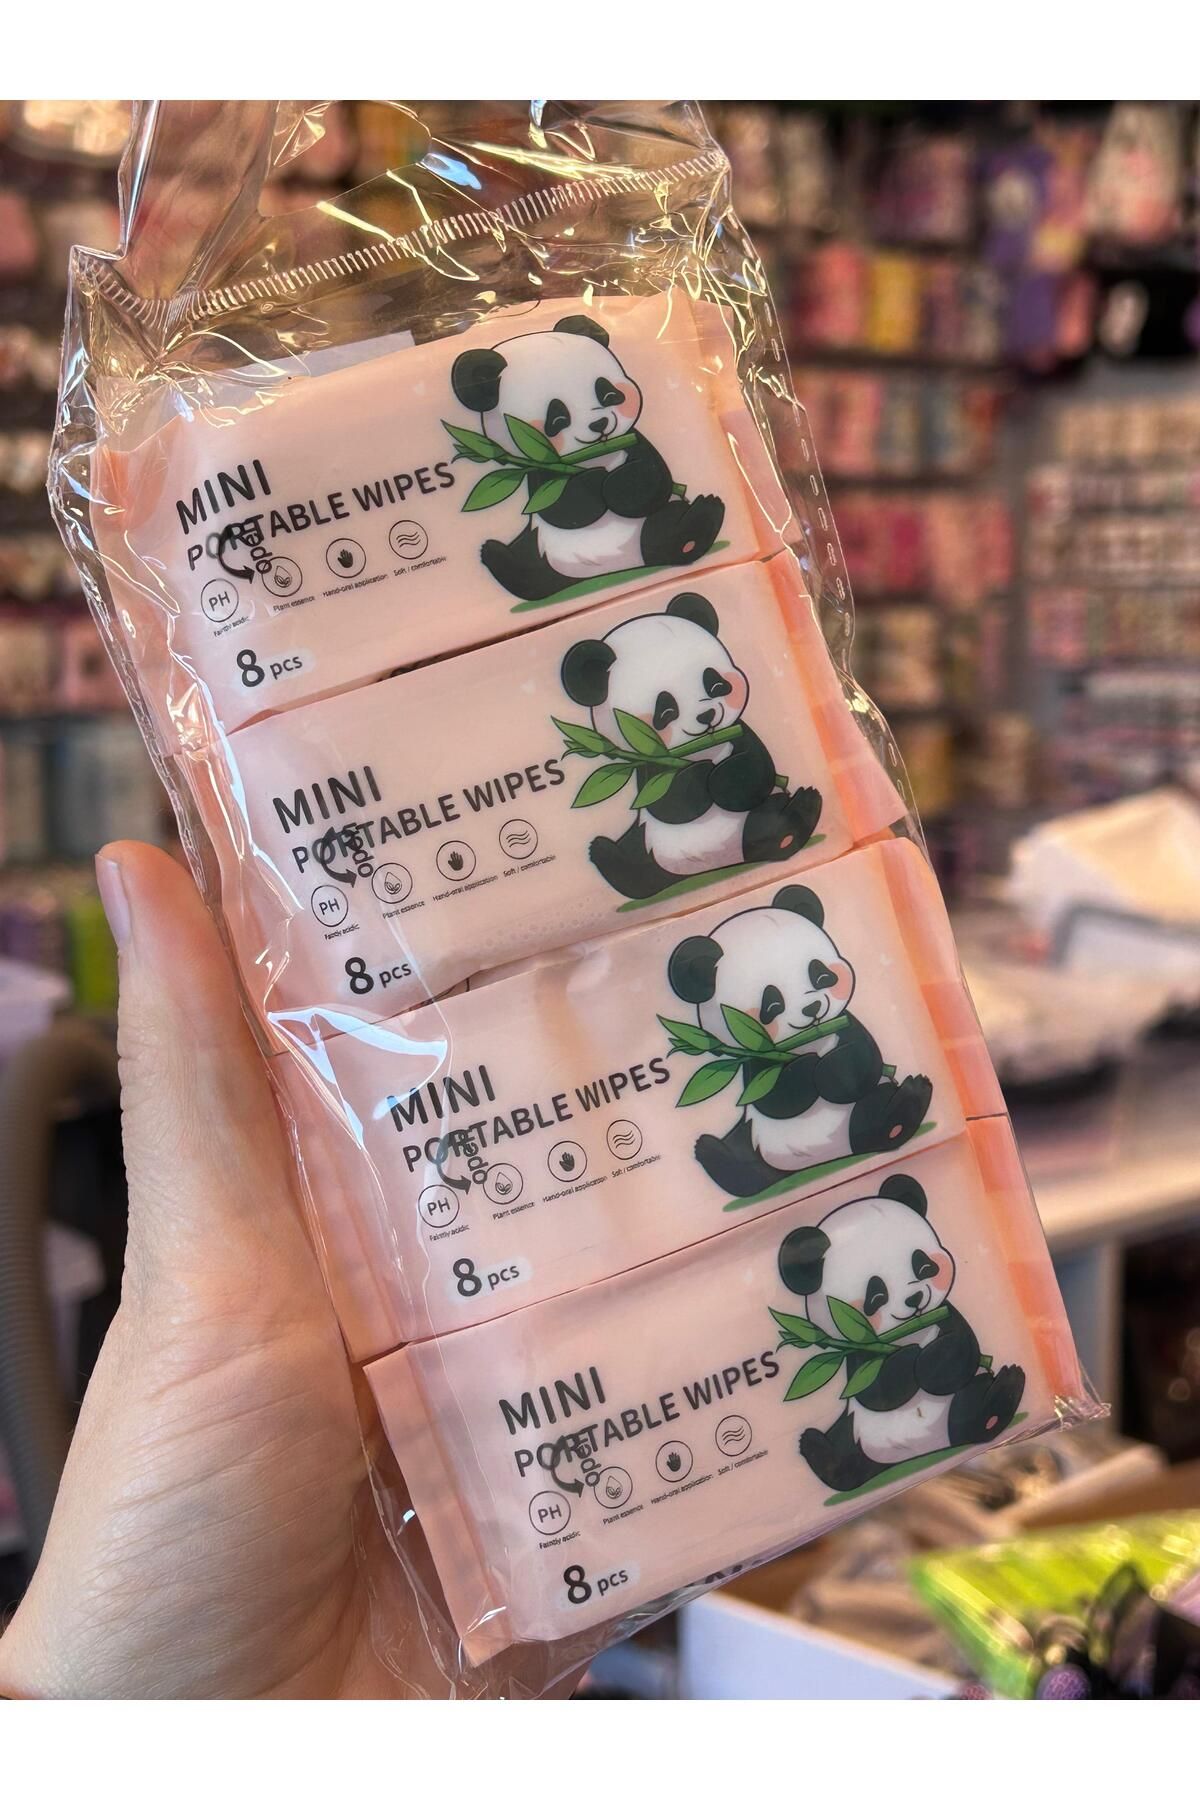 MINI
PORTABLE WIPES
open
PH
Faintly acidic
Plant essence
Hand-oral application
Soft / comfortable
8 pcs
MINI
PORTABLE WIPES
open
PH
Faintly acidic
Plant essence
Hand-oral application
Soft / comfortable
8 pcs
MINI
PORTABLE WIPES
open
PH
Faintly acidic
Plant essence
Hand-oral application
Soft / comfortable
8 pcs
MINI
PORTABLE WIPES
open
PH
Faintly acidic
Plant essence
Hand-oral application
Soft / comfortable
8 pcs